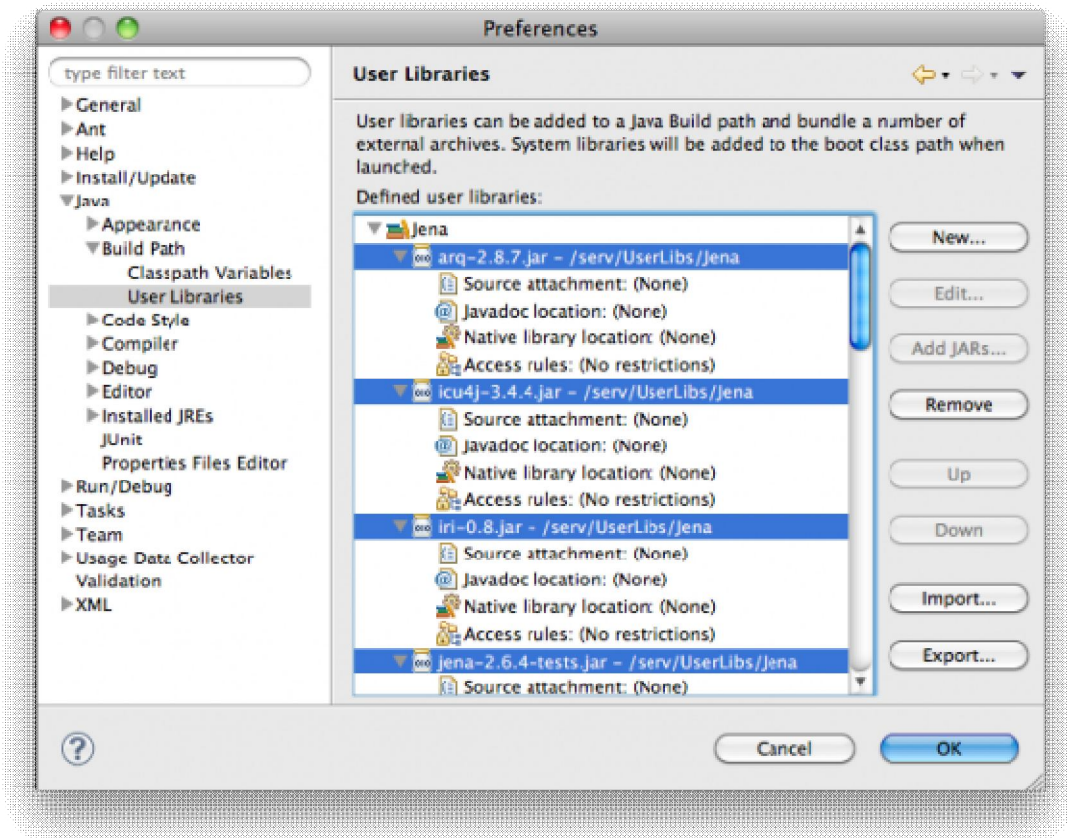 Preferences
type filter text
General
Ant
Help
Install/Update
Java
Appearance
Build Path
Classpath Variables
User Libraries
Code Style
Compiler
Debug
Editor
Installed JREs
JUnit
Properties Files Editor
Run/Debug
Tasks
Team
Usage Data Collector
Validation
XML
User Libraries
User libraries can be added to a Java Build path and bundle a number of
external archives. System libraries will be added to the boot class path when
launched.
Defined user libraries:
Jena
arq-2.8.7.jar - /serv/UserLibs/Jena
Source attachment: (None)
Javadoc location: (None)
Native library location: (None)
Access rules: (No restrictions)
icu4j-3.4.4.jar - /serv/UserLibs/Jena
Source attachment: (None)
Javadoc location: (None)
Native library location: (None)
Access rules: (No restrictions)
iri-0.8.jar - /serv/UserLibs/Jena
Source attachment: (None)
Javadoc location: (None)
Native library location: (None)
Access rules: (No restrictions)
jena-2.6.4-tests.jar - /serv/UserLibs/Jena
Source attachment: (None)
New...
Edit...
Add JARs...
Remove
Up
Down
Import...
Export...
?
Cancel
OK